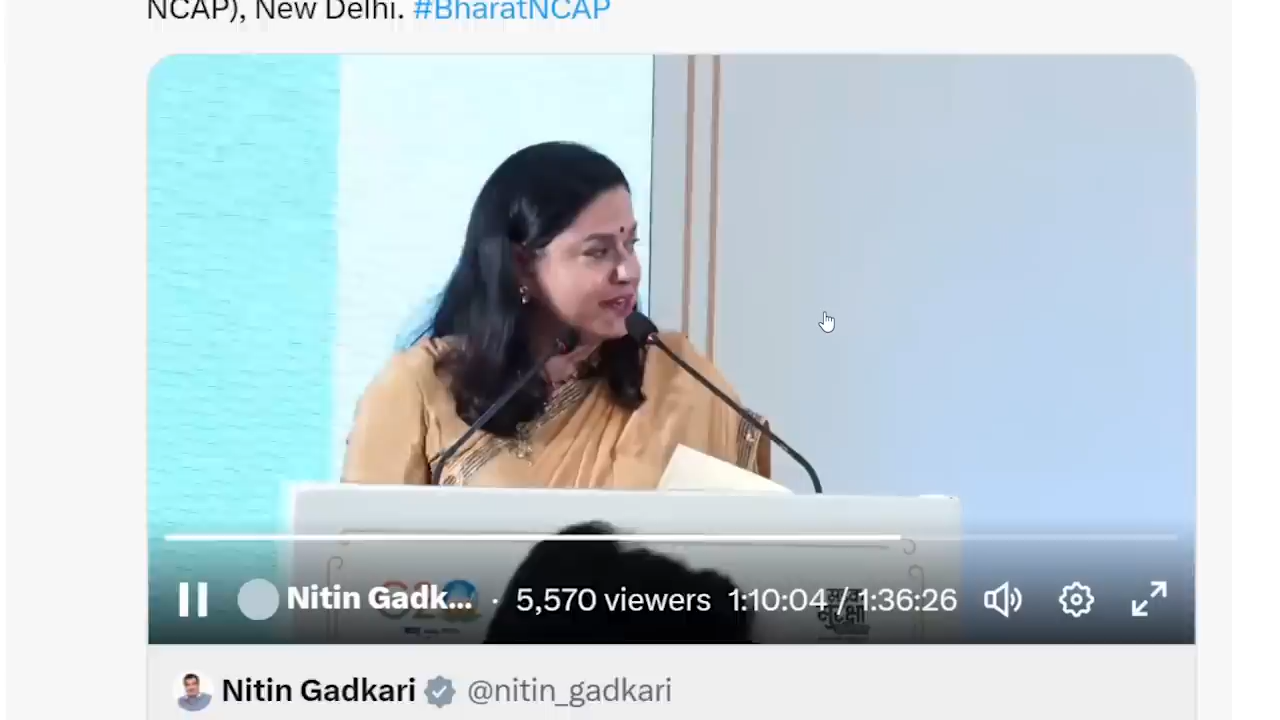 NCAP), New Delhi. #BharatNCAP
Nitin Gadk... · 5,570 viewers 1:10:04 / 1:36:26
Nitin Gadkari @nitin_gadkari